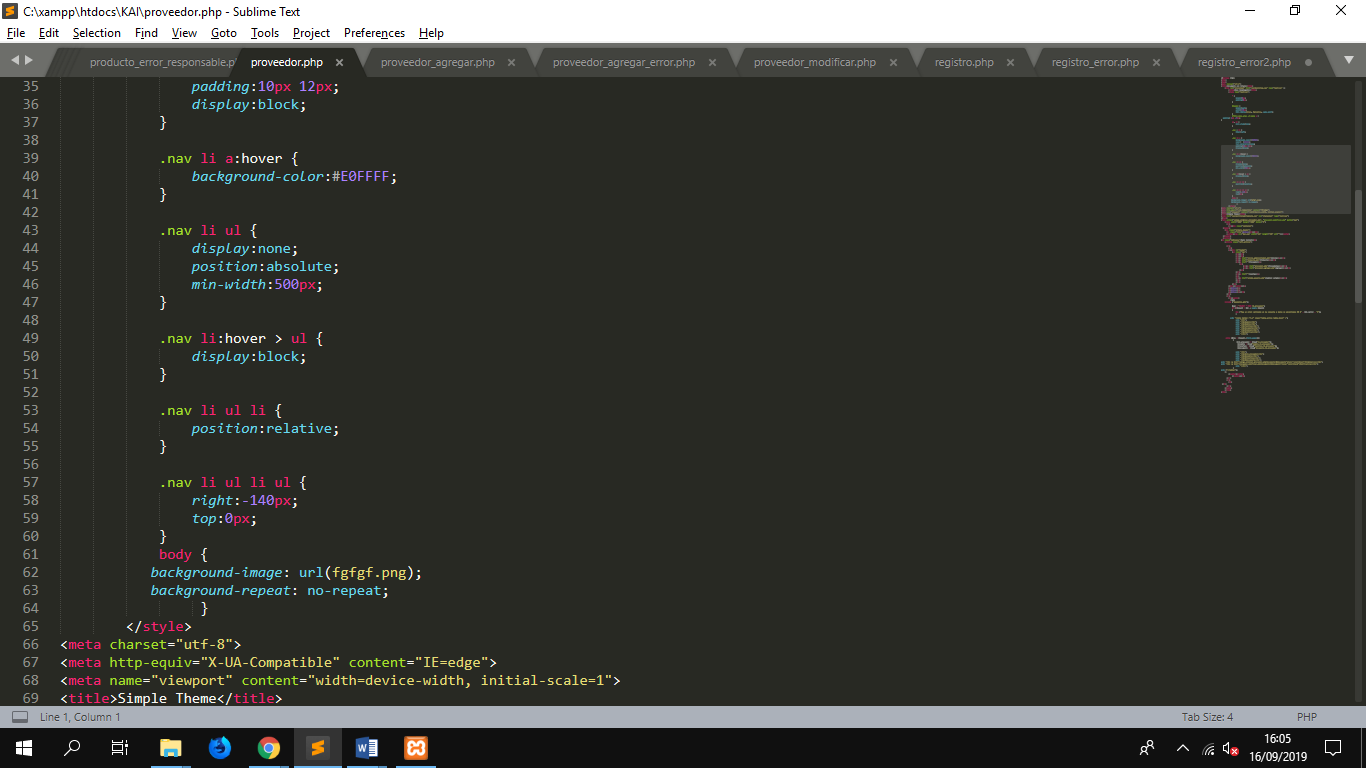 C:\xampp\htdocs\KAI\proveedor.php - Sublime Text
File Edit Selection Find View Goto Tools Project Preferences Help
producto_error_responsable.p proveedor.php × proveedor_agregar.php × proveedor_agregar_error.php × proveedor_modificar.php × registro.php × registro_error.php × registro_error2.php
35 padding:10px 12px;
36 display:block;
37 }
38
39 .nav li a:hover {
40 background-color:#E0FFFF;
41 }
42
43 .nav li ul {
44 display:none;
45 position:absolute;
46 min-width:500px;
47 }
48
49 .nav li:hover > ul {
50 display:block;
51 }
52
53 .nav li ul li {
54 position:relative;
55 }
56
57 .nav li ul li ul {
58 right:-140px;
59 top:0px;
60 }
61 body {
62 background-image: url(fgfgf.png);
63 background-repeat: no-repeat;
64 }
65 </style>
66 <meta charset="utf-8">
67 <meta http-equiv="X-UA-Compatible" content="IE=edge">
68 <meta name="viewport" content="width=device-width, initial-scale=1">
69 <title>Simple Theme</title>
Line 1, Column 1 Tab Size: 4 PHP
16:05
16/09/2019